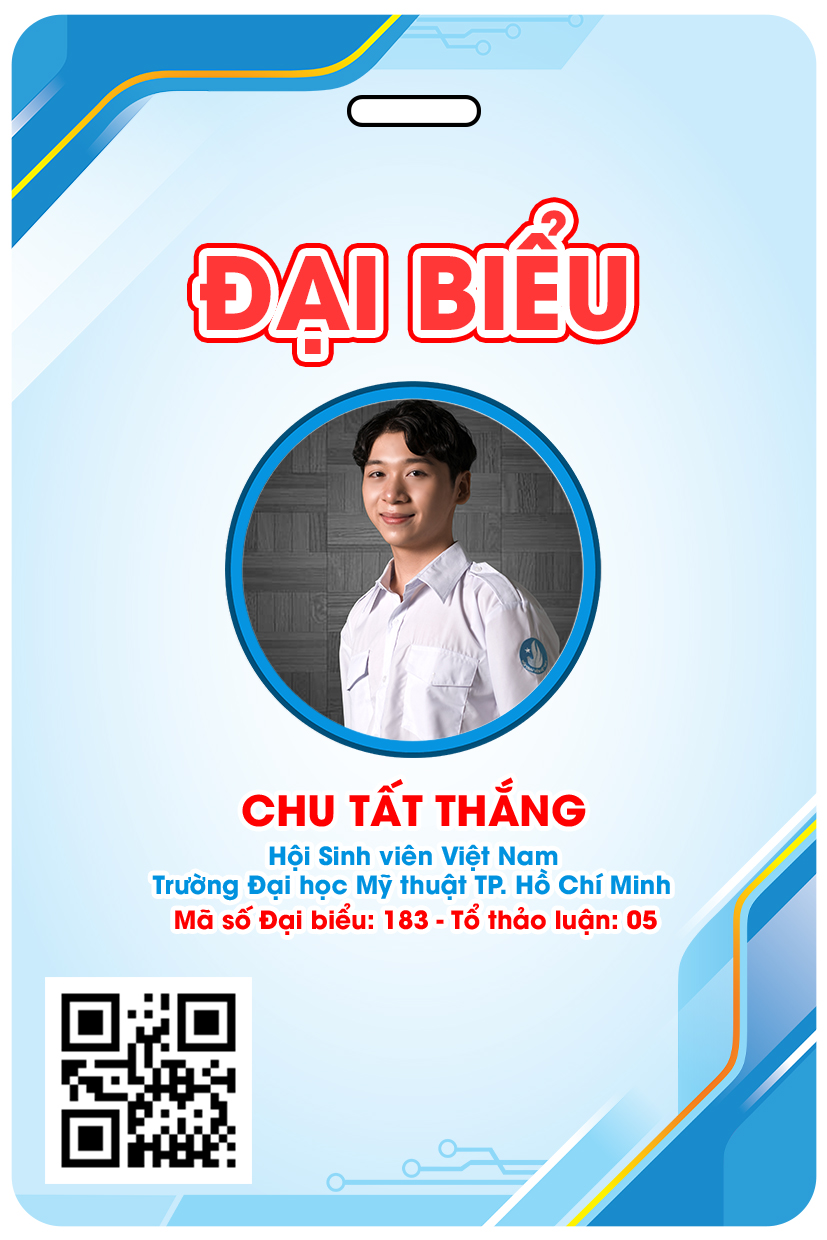 ĐẠI BIỂU
CHU TẤT THẮNG
Hội Sinh viên Việt Nam
Trường Đại học Mỹ thuật TP. Hồ Chí Minh
Mã số Đại biểu: 183 - Tổ thảo luận: 05